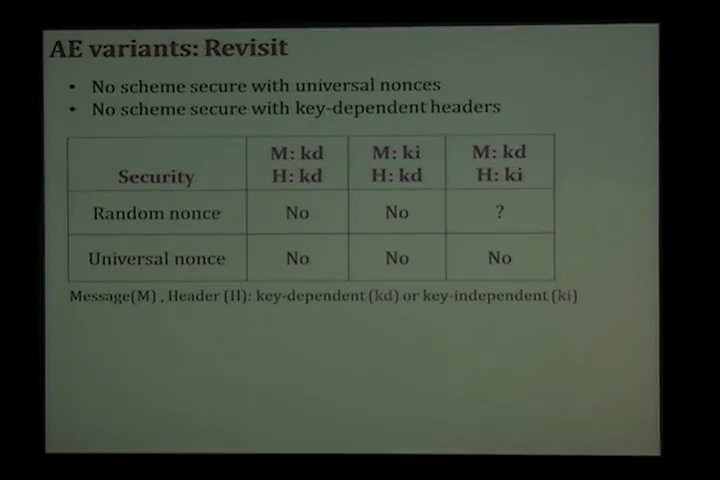 AE variants: Revisit
• No scheme secure with universal nonces
• No scheme secure with key-dependent headers
Security
M: kd
H: kd
M: ki
H: kd
M: kd
H: ki
Random nonce No No ?
Universal nonce No No No
Message(M) , Header (H): key-dependent (kd) or key-independent (ki)